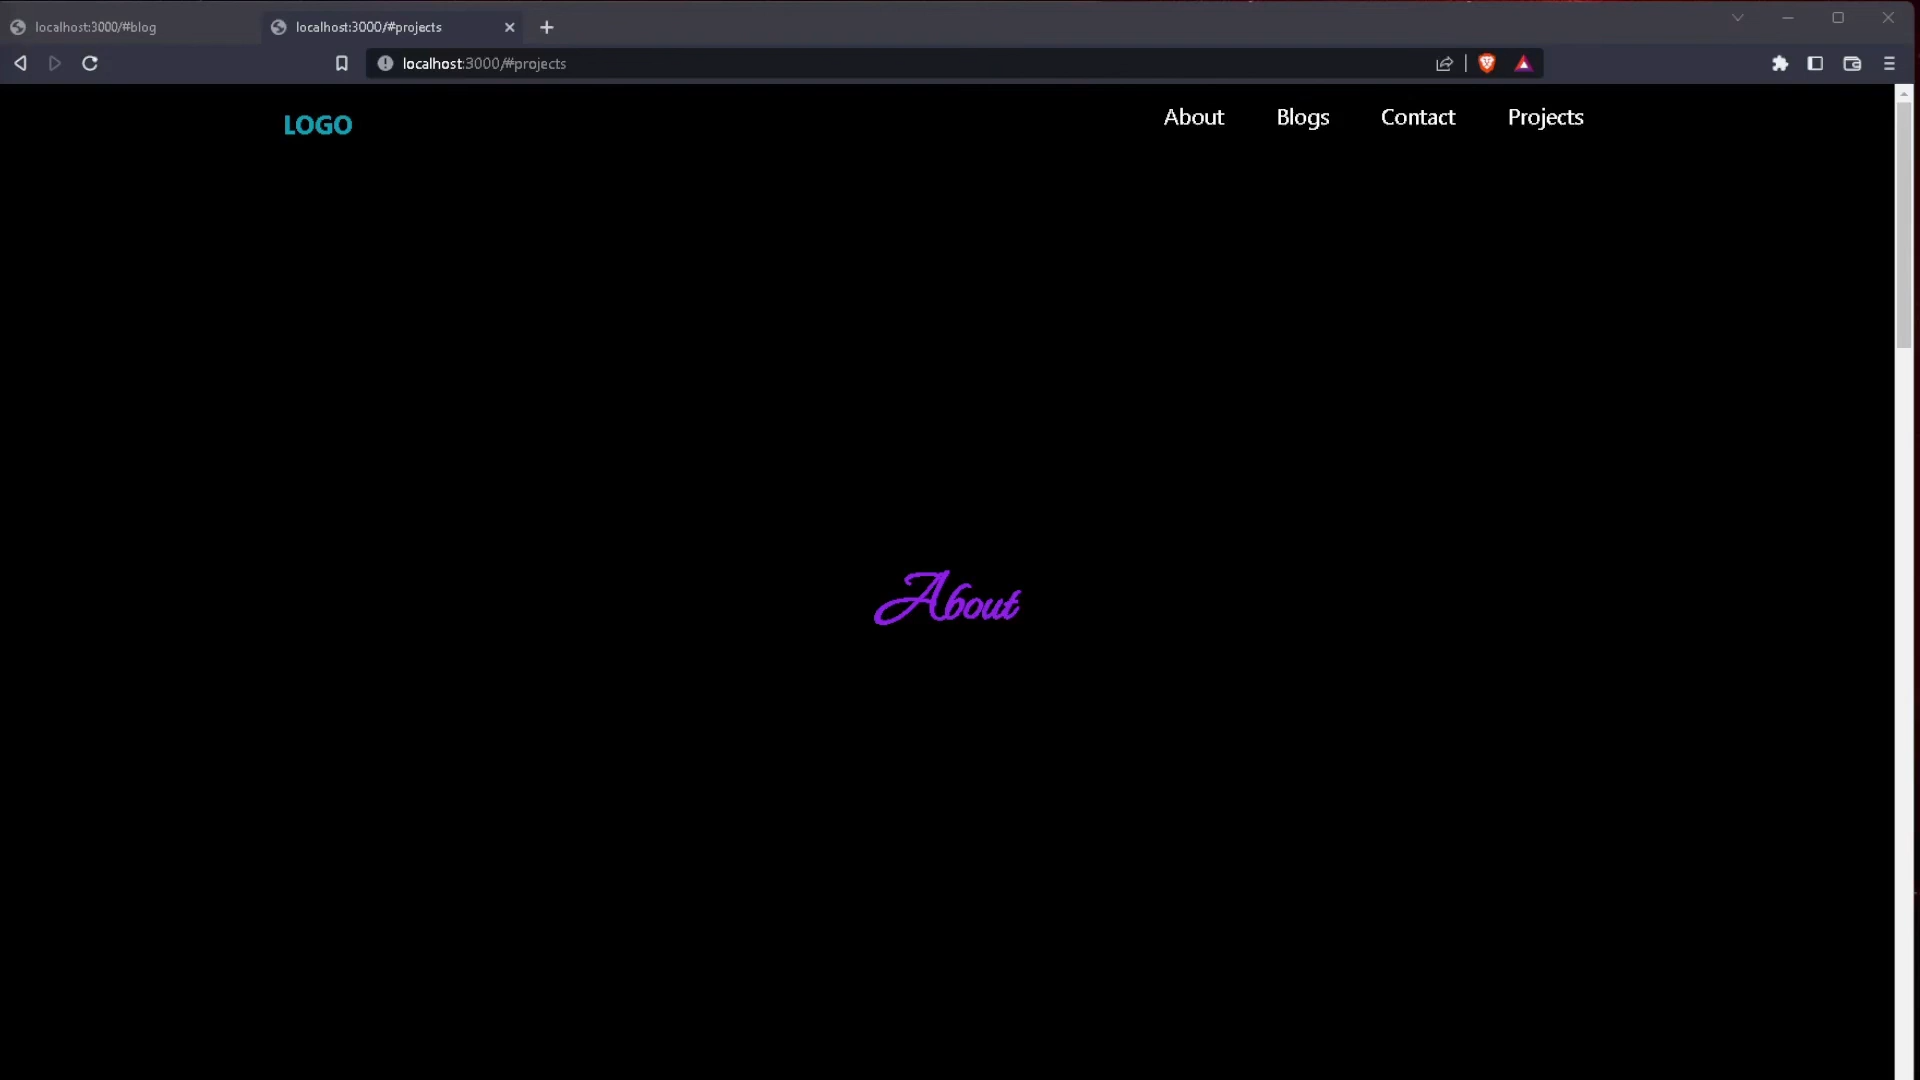 localhost:3000/#blog
localhost:3000/#projects
localhost:3000/#projects
LOGO
About
Blogs
Contact
Projects
About